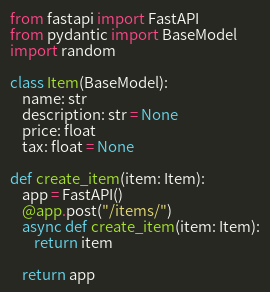 from fastapi import FastAPI
from pydantic import BaseModel
import random

class Item(BaseModel):
    name: str
    description: str = None
    price: float
    tax: float = None

def create_item(item: Item):
    app = FastAPI()
    @app.post("/items/")
    async def create_item(item: Item):
        return item

    return app